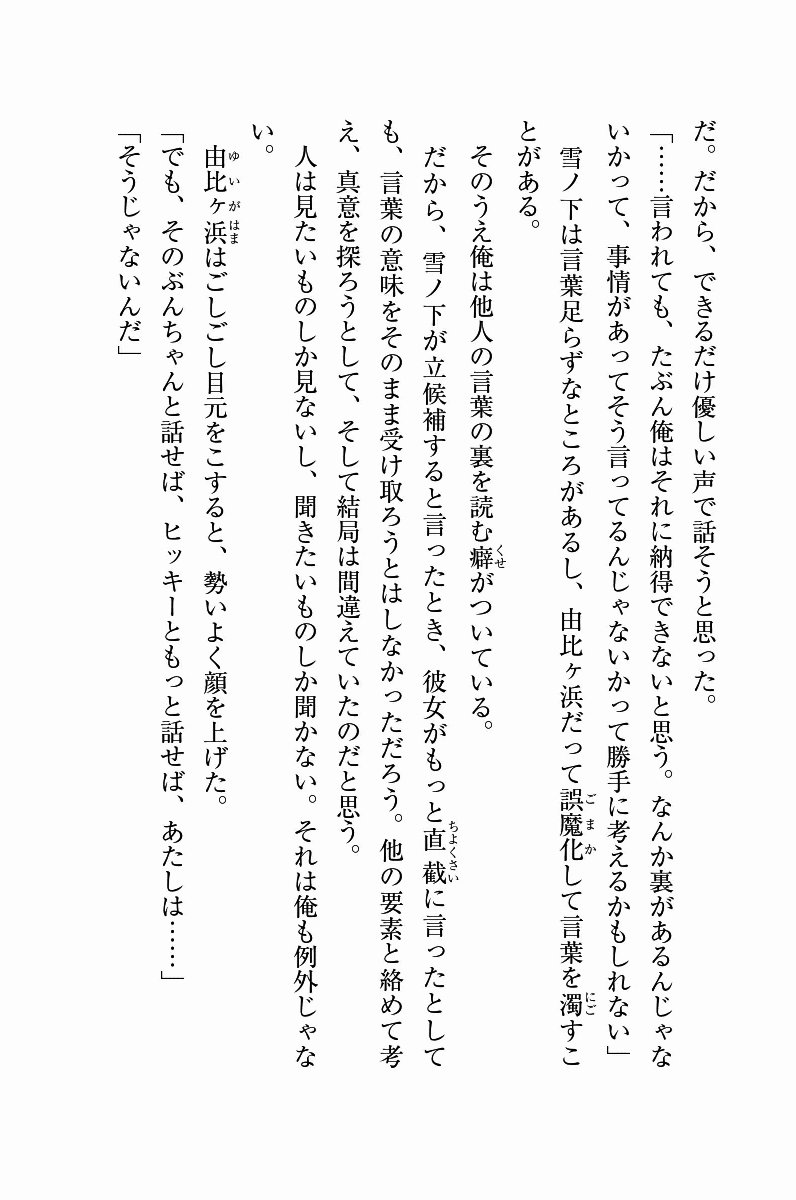 だ。だから、できるだけ優しい声で話そうと思った。
「……言われても、たぶん俺はそれに納得できないと思う。なんか裏があるんじゃな
いかって、事情があってそう言ってるんじゃないかって勝手に考えるかもしれない」
雪ノ下は言葉足らずなところがあるし、由比ヶ浜だって誤魔化して言葉を濁すこ
とがある。
そのうえ俺は他人の言葉の裏を読む癖がついている。
だから、雪ノ下が立候補すると言ったとき、彼女がもっと直截に言ったとして
も、言葉の意味をそのまま受け取ろうとはしなかっただろう。他の要素と絡めて考
え、真意を探ろうとして、そして結局は間違えていたのだと思う。
人は見たいものしか見ないし、聞きたいものしか聞かない。それは俺も例外じゃな
い。
由比ヶ浜はごしごし目元をこすると、勢いよく顔を上げた。
「でも、そのぶんちゃんと話せば、ヒッキーともっと話せば、あたしは……」
「そうじゃないんだ」